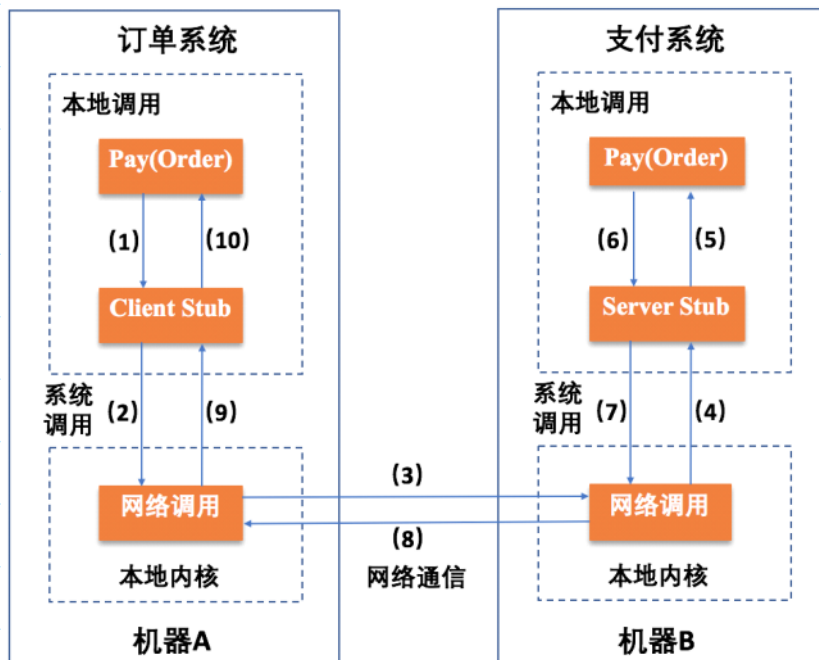 订单系统
支付系统
本地调用
本地调用
Pay(Order)
Pay(Order)
(1)
(10)
(6)
(5)
Client Stub
Server Stub
系统
调用
(2)
(9)
系统
调用
(7)
(4)
(3)
网络调用
网络调用
(8)
本地内核
网络通信
本地内核
机器A
机器B